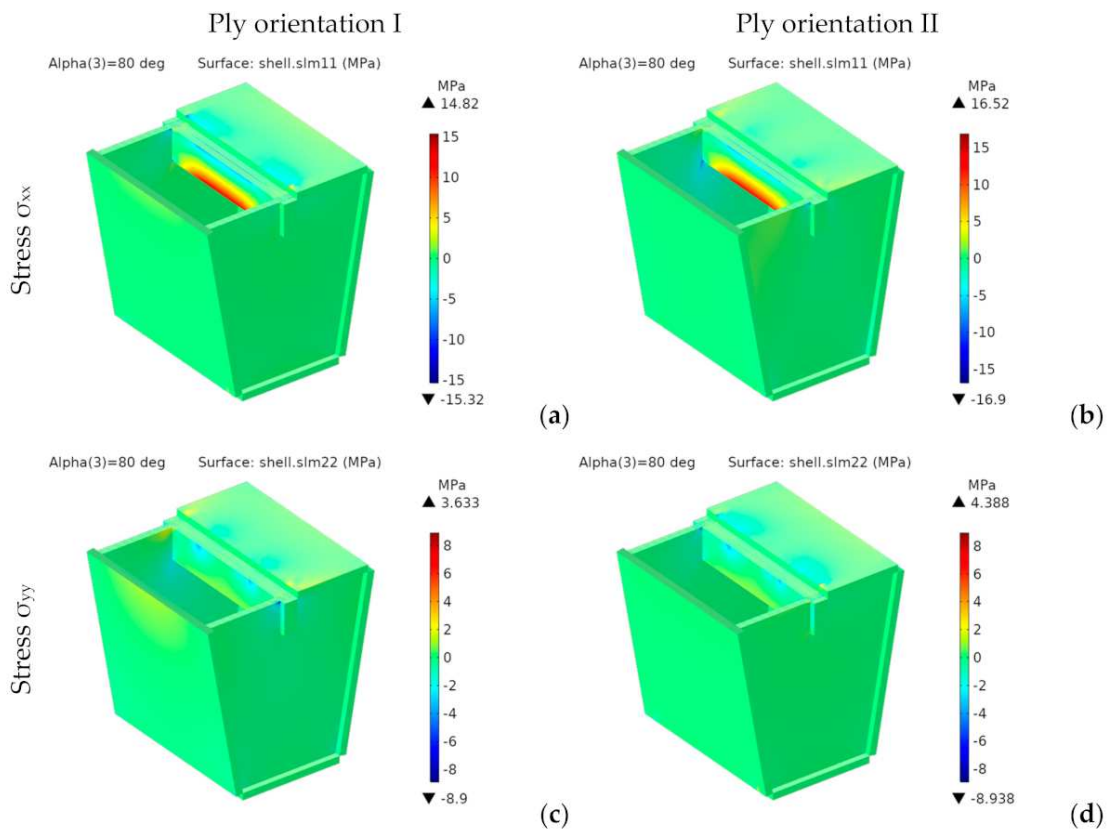 Ply orientation I
Ply orientation II
Alpha(3)=80 deg Surface: shell.slm11 (MPa)
Alpha(3)=80 deg Surface: shell.slm11 (MPa)
Stress σxx
MPa
▲ 14.82
15
10
5
0
-5
-10
-15
▼ -15.32
(a)
MPa
▲ 16.52
15
10
5
0
-5
-10
-15
▼ -16.9
(b)
Alpha(3)=80 deg Surface: shell.slm22 (MPa)
Alpha(3)=80 deg Surface: shell.slm22 (MPa)
Stress σyy
MPa
▲ 3.633
8
6
4
2
0
-2
-4
-6
-8
▼ -8.9
(c)
MPa
▲ 4.388
8
6
4
2
0
-2
-4
-6
-8
▼ -8.938
(d)